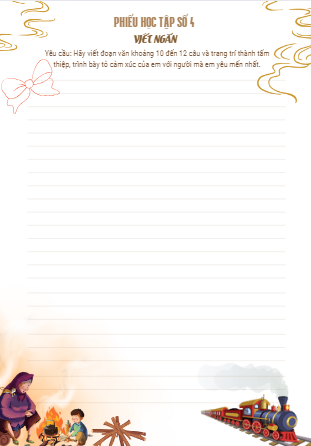 PHIẾU HỌC TẬP SỐ 4
VIẾT NGẮN
Yêu cầu: Hãy viết đoạn văn khoảng 10 đến 12 câu và trang trí thành tấm
thiệp, trình bày tỏ cảm xúc của em với người mà em yêu mến nhất.